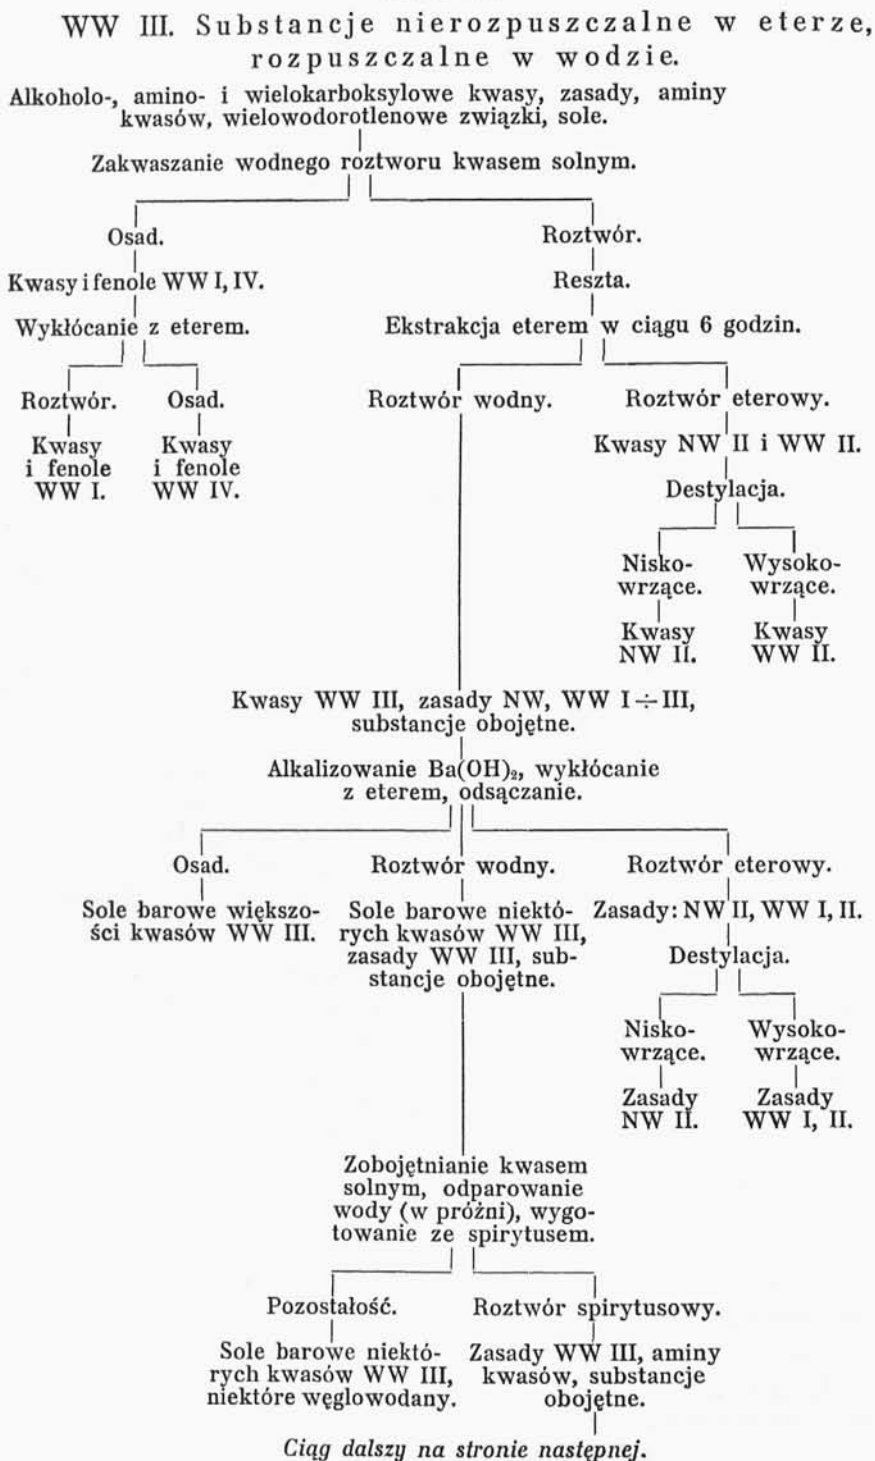 WW III. Substancje nierozpuszczalne w eterze,
rozpuszczalne w wodzie.
Alkoholo-, amino- i wielokarboksylowe kwasy, zasady, aminy
kwasów, wielowodorotlenowe związki, sole.
Zakwaszanie wodnego roztworu kwasem solnym.
Osad.
Kwasy i fenole WW I, IV.
Wykłócanie z eterem.
Roztwór.
Kwasy
i fenole
WW I.
Osad.
Kwasy
i fenole
WW IV.
Roztwór.
Reszta.
Ekstrakcja eterem w ciągu 6 godzin.
Roztwór wodny.
Roztwór eterowy.
Kwasy NW II i WW II.
Destylacja.
Nisko-
wrzące.
Kwasy
NW II.
Wysoko-
wrzące.
Kwasy
WW II.
Kwasy WW III, zasady NW, WW I÷III,
substancje obojętne.
Alkalizowanie Ba(OH)₂, wykłócanie
z eterem, odsączanie.
Osad.
Sole barowe większo-
ści kwasów WW III.
Roztwór wodny.
Sole barowe niektó-
rych kwasów WW III,
zasady WW III, sub-
stancje obojętne.
Roztwór eterowy.
Zasady: NW II, WW I, II.
Destylacja.
Nisko-
wrzące.
Zasady
NW II.
Wysoko-
wrzące.
Zasady
WW I, II.
Zobojętnianie kwasem
solnym, odparowanie
wody (w próżni), wygo-
towanie ze spirytusem.
Pozostałość.
Sole barowe niektó-
rych kwasów WW III,
niektóre węglowodany.
Roztwór spirytusowy.
Zasady WW III, aminy
kwasów, substancje
obojętne.
Ciąg dalszy na stronie następnej.